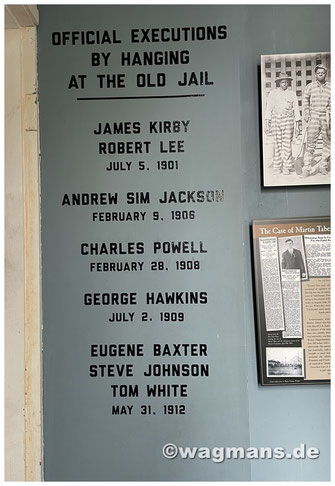 OFFICIAL EXECUTIONS
BY HANGING
AT THE OLD JAIL
JAMES KIRBY
ROBERT LEE
JULY 5, 1901
ANDREW SIM JACKSON
FEBRUARY 9, 1906
CHARLES POWELL
FEBRUARY 28, 1908
GEORGE HAWKINS
JULY 2, 1909
EUGENE BAXTER
STEVE JOHNSON
TOM WHITE
MAY 31, 1912
The Case of Martin
©wagmans.de